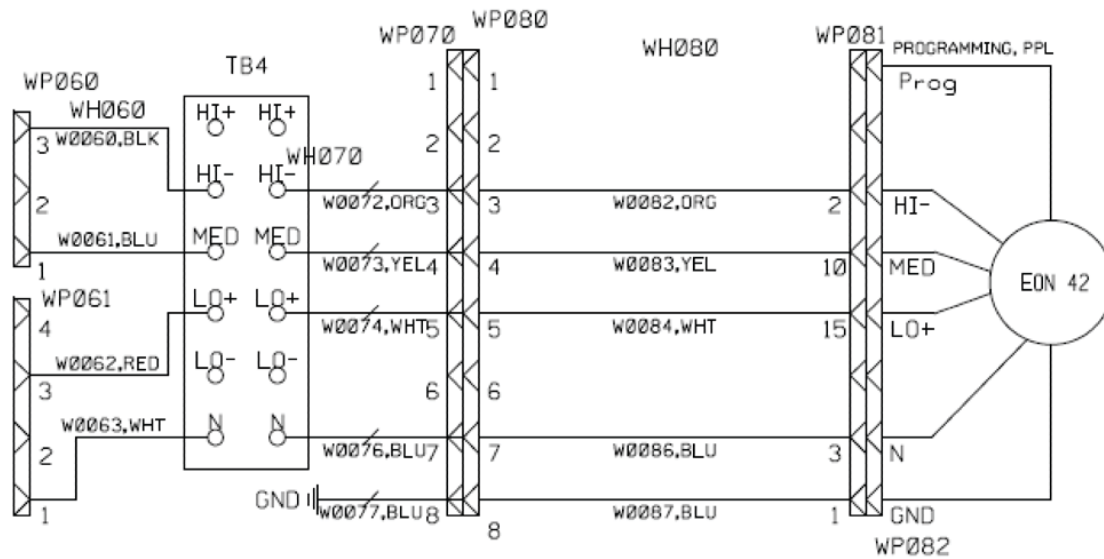 WP060
WH060
3 W0060,BLK
2
W0061,BLU
1
WP061
4
W0062,RED
3
W0063,WHT
2
1
TB4
HI+ HI+
HI- HI-
MED MED
LO+ LO+
LO- LO-
N N
GND
WH070
W0072,ORG
W0073,YEL
W0074,WHT
W0076,BLU
W0077,BLU
WP070 WP080
1 1
2 2
3 3
4 4
5 5
6 6
7 7
8 8
WH080
W0082,ORG
W0083,YEL
W0084,WHT
W0086,BLU
W0087,BLU
WP081
PROGRAMMING, PPL
Prog
2 HI-
10 MED
15 LO+
3 N
1 GND
WP082
EON 42